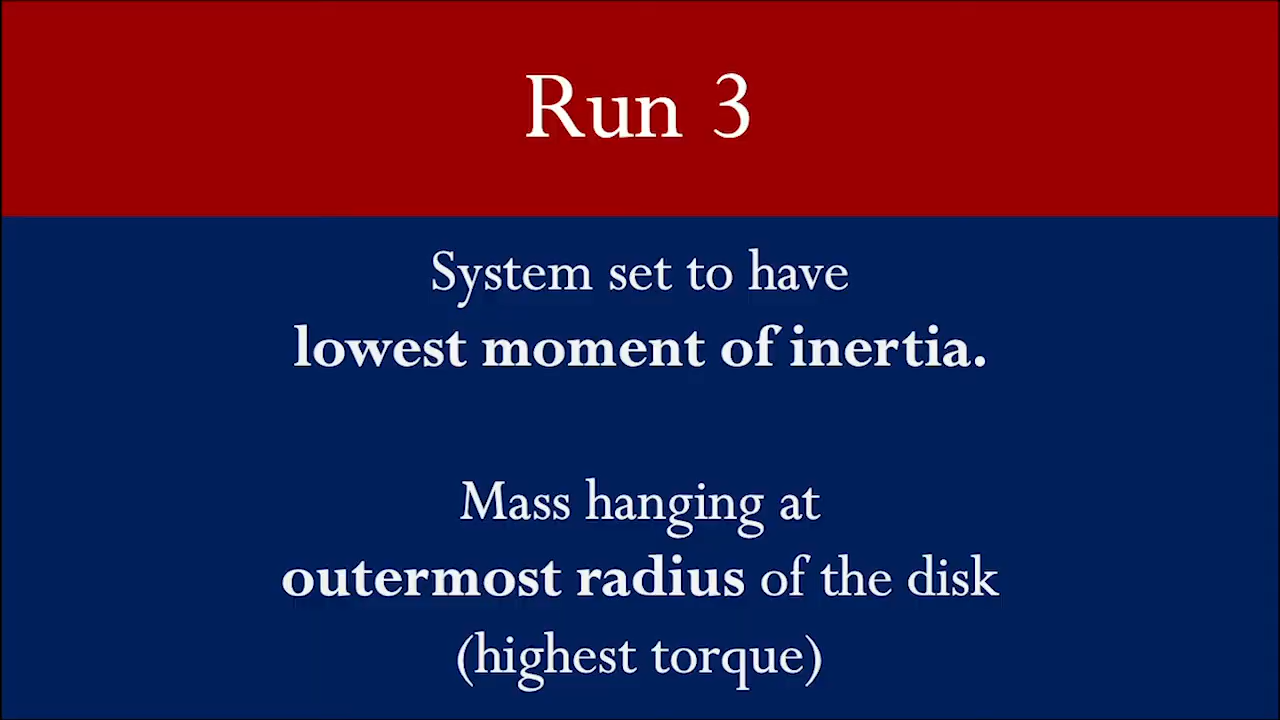 Run 3
System set to have
lowest moment of inertia.
Mass hanging at
outermost radius of the disk
(highest torque)